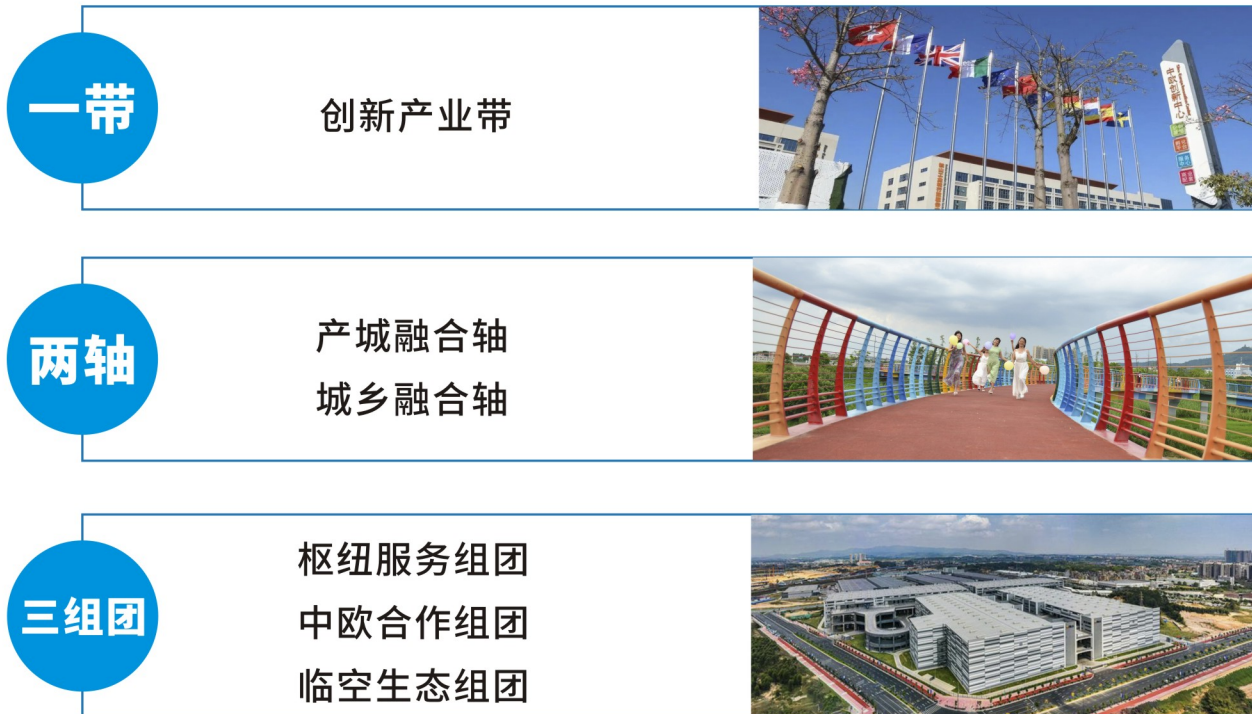 一带
创新产业带
两轴
产城融合轴
城乡融合轴
三组团
枢纽服务组团
中欧合作组团
临空生态组团